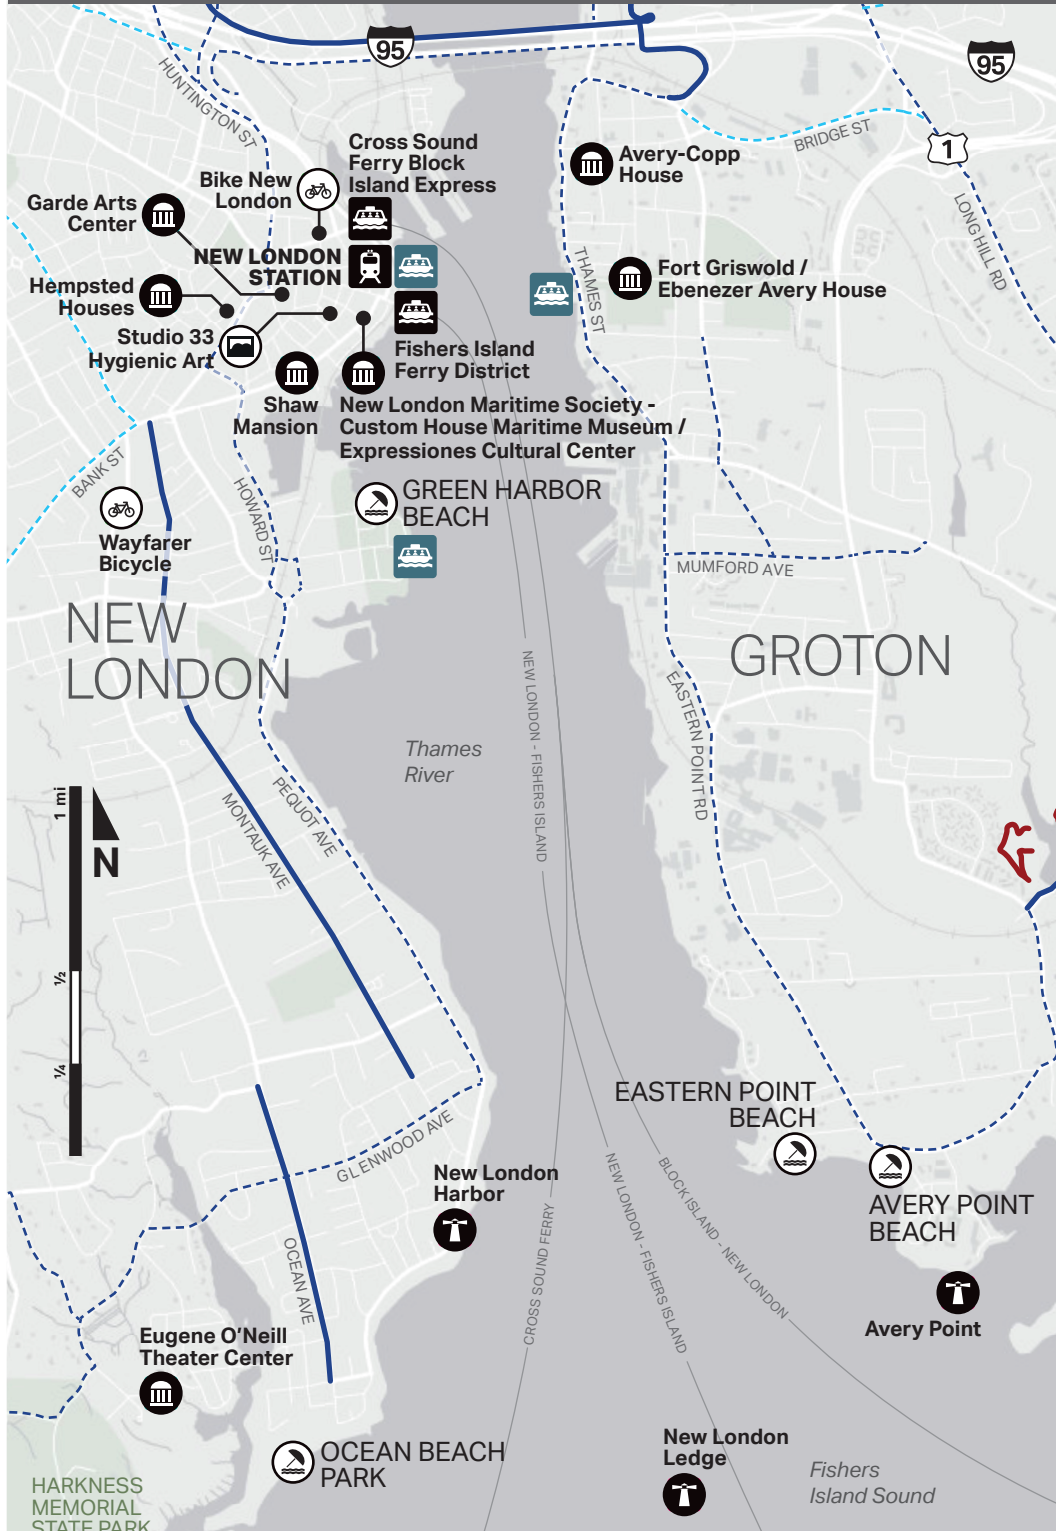 95
95
HUNTINGTON ST
BRIDGE ST
1
Cross Sound
Ferry Block
Island Express
Avery-Copp
House
Bike New
London
LONG HILL RD
Garde Arts
Center
NEW LONDON
STATION
THAMES ST
Fort Griswold /
Ebenezer Avery House
Hempsted
Houses
Studio 33
Hygienic Art
Fishers Island
Ferry District
Shaw
Mansion
New London Maritime Society -
Custom House Maritime Museum /
Expressiones Cultural Center
BANK ST
HOWARD ST
GREEN HARBOR
BEACH
Wayfarer
Bicycle
MUMFORD AVE
NEW
LONDON
GROTON
NEW LONDON - FISHERS ISLAND
EASTERN POINT RD
Thames
River
PEQUOT AVE
MONTAUK AVE
1 mi
N
1/2
1/4
EASTERN POINT
BEACH
GLENWOOD AVE
New London
Harbor
AVERY POINT
BEACH
CROSS SOUND FERRY
NEW LONDON - FISHERS ISLAND
BLOCK ISLAND - NEW LONDON
OCEAN AVE
Avery Point
Eugene O'Neill
Theater Center
OCEAN BEACH
PARK
New London
Ledge
Fishers
Island Sound
HARKNESS
MEMORIAL
STATE PARK